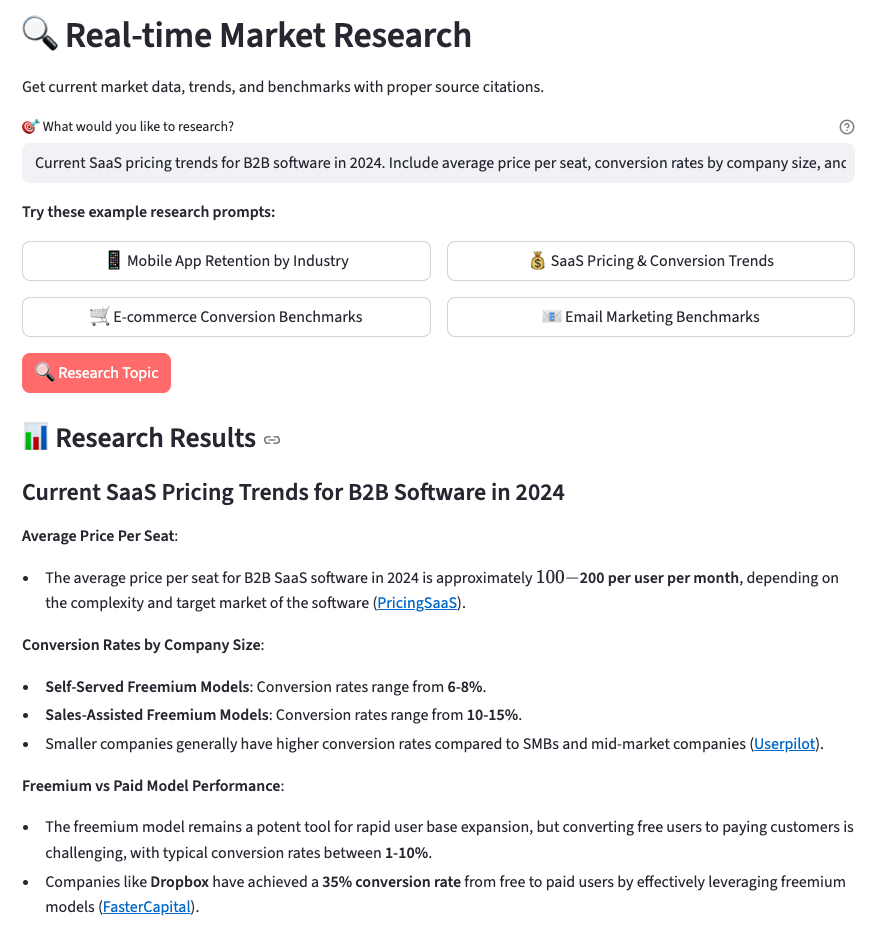 🔍 Real-time Market Research
Get current market data, trends, and benchmarks with proper source citations.
🎯 What would you like to research?
Current SaaS pricing trends for B2B software in 2024. Include average price per seat, conversion rates by company size, and
Try these example research prompts:
📱 Mobile App Retention by Industry
💰 SaaS Pricing & Conversion Trends
🛒 E-commerce Conversion Benchmarks
📧 Email Marketing Benchmarks
🔍 Research Topic
📊 Research Results
Current SaaS Pricing Trends for B2B Software in 2024
Average Price Per Seat:
• The average price per seat for B2B SaaS software in 2024 is approximately 100−200 per user per month, depending on
the complexity and target market of the software (PricingSaaS).
Conversion Rates by Company Size:
• Self-Served Freemium Models: Conversion rates range from 6-8%.
• Sales-Assisted Freemium Models: Conversion rates range from 10-15%.
• Smaller companies generally have higher conversion rates compared to SMBs and mid-market companies (Userpilot).
Freemium vs Paid Model Performance:
• The freemium model remains a potent tool for rapid user base expansion, but converting free users to paying customers is
challenging, with typical conversion rates between 1-10%.
• Companies like Dropbox have achieved a 35% conversion rate from free to paid users by effectively leveraging freemium
models (FasterCapital).